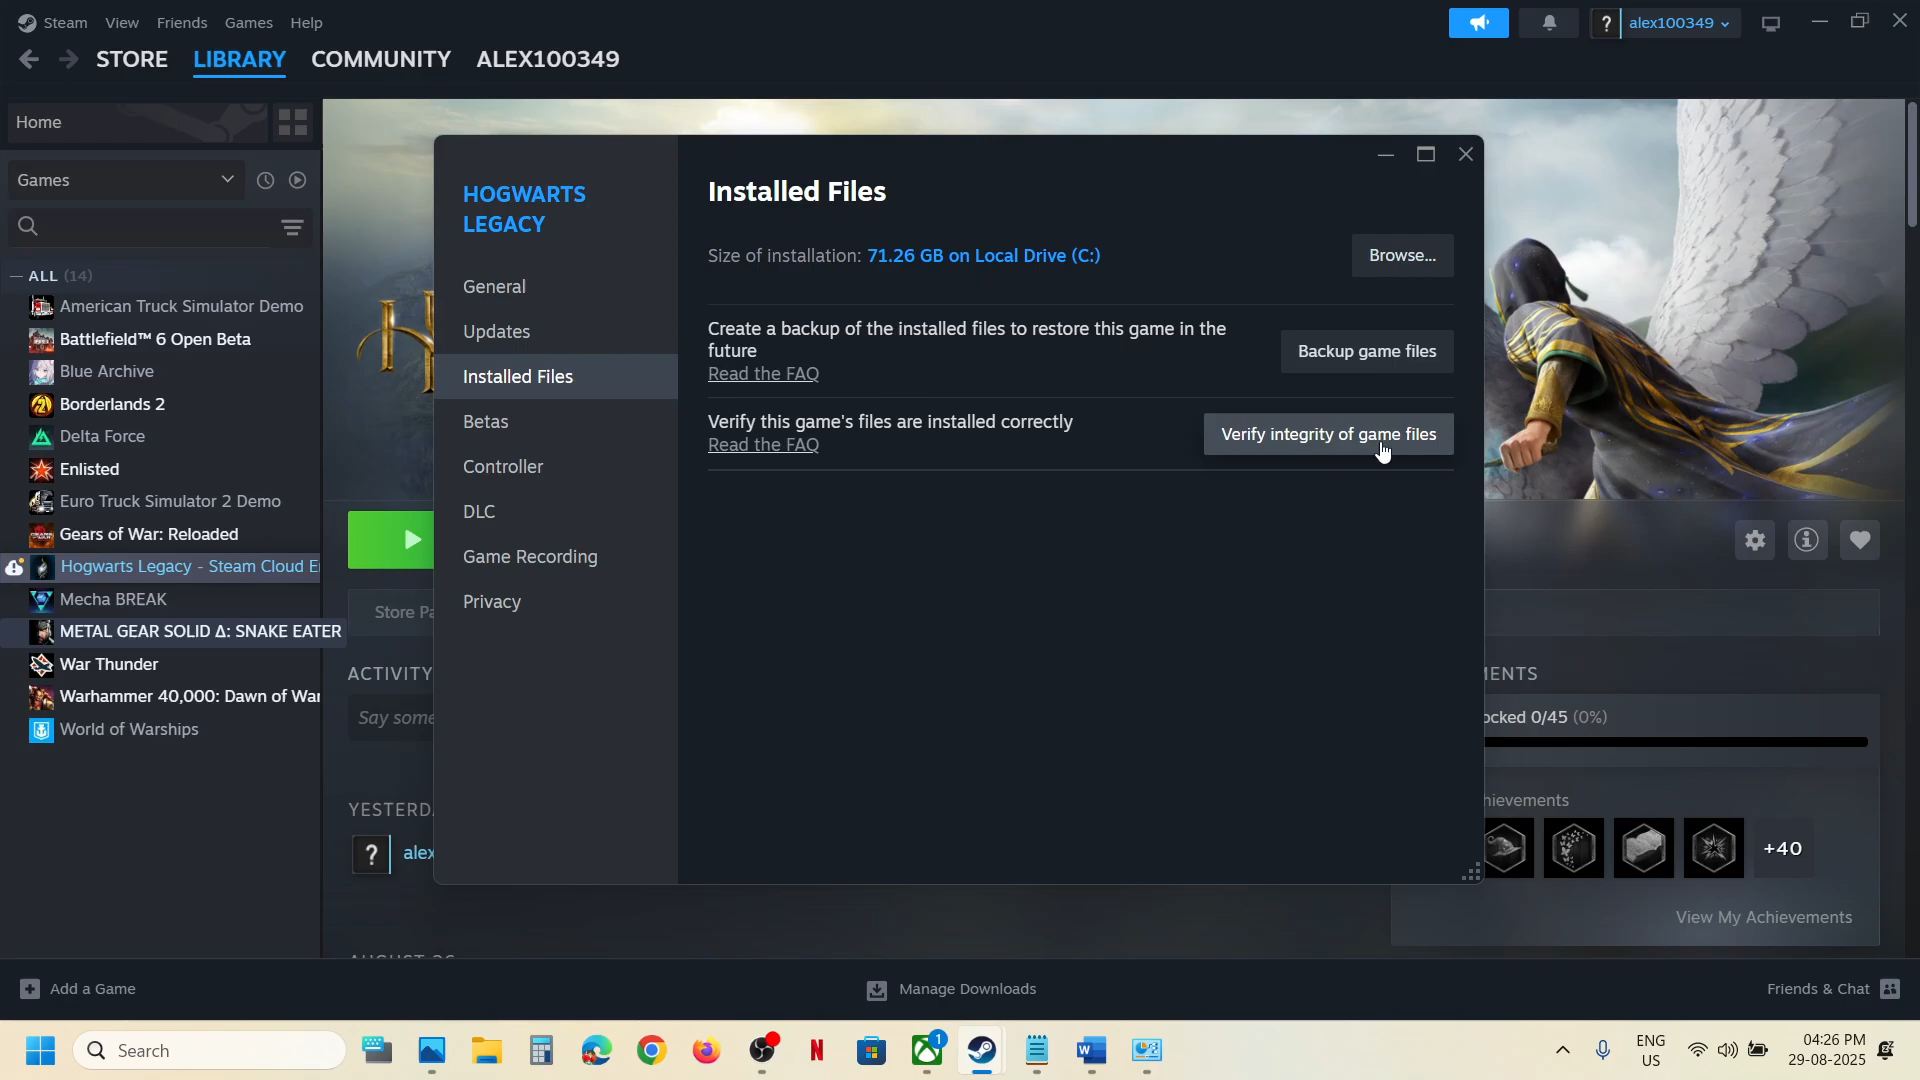 Steam View Friends Games Help
alex100349
STORE LIBRARY COMMUNITY ALEX100349
Home
Games
ALL (14)
American Truck Simulator Demo
Battlefield™ 6 Open Beta
Blue Archive
Borderlands 2
Delta Force
Enlisted
Euro Truck Simulator 2 Demo
Gears of War: Reloaded
Hogwarts Legacy - Steam Cloud E
Mecha BREAK
METAL GEAR SOLID Δ: SNAKE EATER
War Thunder
Warhammer 40,000: Dawn of War
World of Warships
HOGWARTS
LEGACY
General
Updates
Installed Files
Betas
Controller
DLC
Game Recording
Privacy
Installed Files
Size of installation: 71.26 GB on Local Drive (C:)
Browse...
Create a backup of the installed files to restore this game in the
future
Read the FAQ
Backup game files
Verify this game's files are installed correctly
Read the FAQ
Verify integrity of game files
Store Pa
ACTIVITY
Say some
YESTERD
alex
MENTS
ocked 0/45 (0%)
hievements
+40
View My Achievements
Add a Game
Manage Downloads
Friends & Chat
Search
1
ENG
US
04:26 PM
29-08-2025